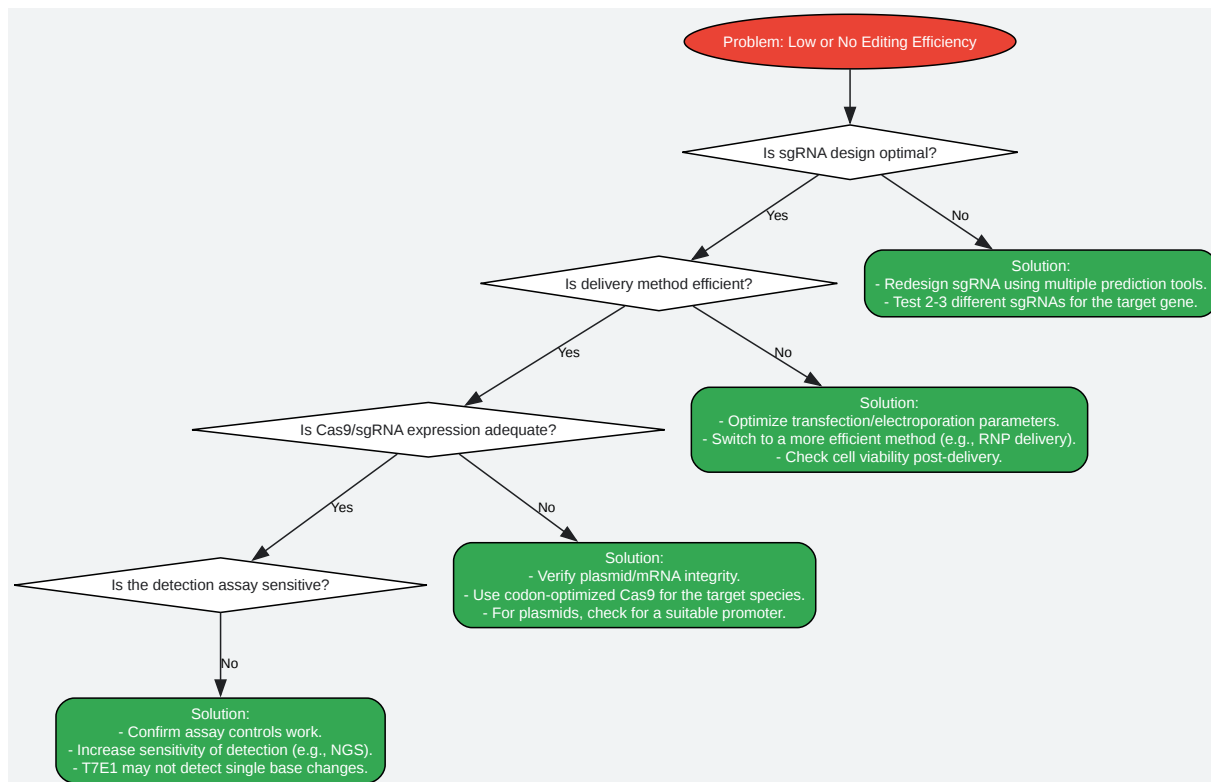 Problem: Low or No Editing Efficiency
Is sgRNA design optimal?
Yes
No
Solution:
- Redesign sgRNA using multiple prediction tools.
- Test 2-3 different sgRNAs for the target gene.
Is delivery method efficient?
Yes
No
Solution:
- Optimize transfection/electroporation parameters.
- Switch to a more efficient method (e.g., RNP delivery).
- Check cell viability post-delivery.
Is Cas9/sgRNA expression adequate?
Yes
No
Solution:
- Verify plasmid/mRNA integrity.
- Use codon-optimized Cas9 for the target species.
- For plasmids, check for a suitable promoter.
Is the detection assay sensitive?
No
Solution:
- Confirm assay controls work.
- Increase sensitivity of detection (e.g., NGS).
- T7E1 may not detect single base changes.